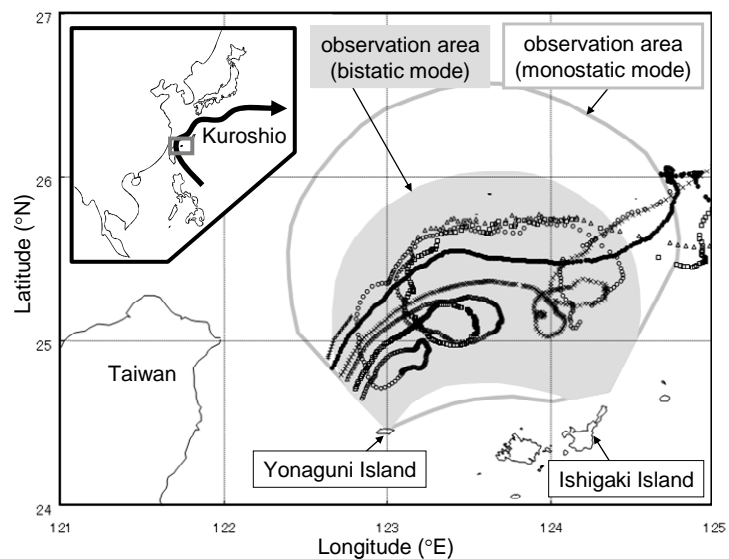 27
observation area
(bistatic mode)
observation area
(monostatic mode)
Kuroshio
26
Latitude (°N)
25
Taiwan
Yonaguni Island
Ishigaki Island
24
121
122
123
124
125
Longitude (°E)